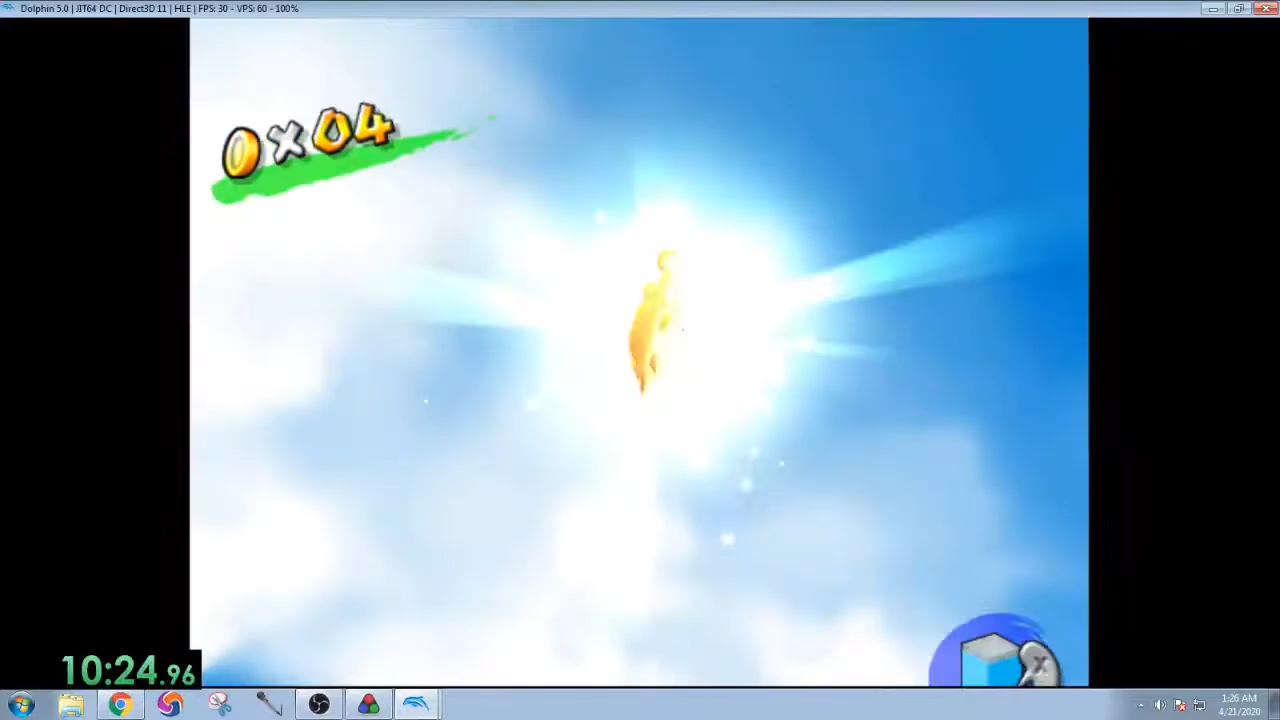 Dolphin 5.0 | JIT64 DC | Direct3D 11 | HLE | FPS: 30 - VPS: 60 - 100%
0×04
X
10:24.96
1:26 AM
4/21/2020